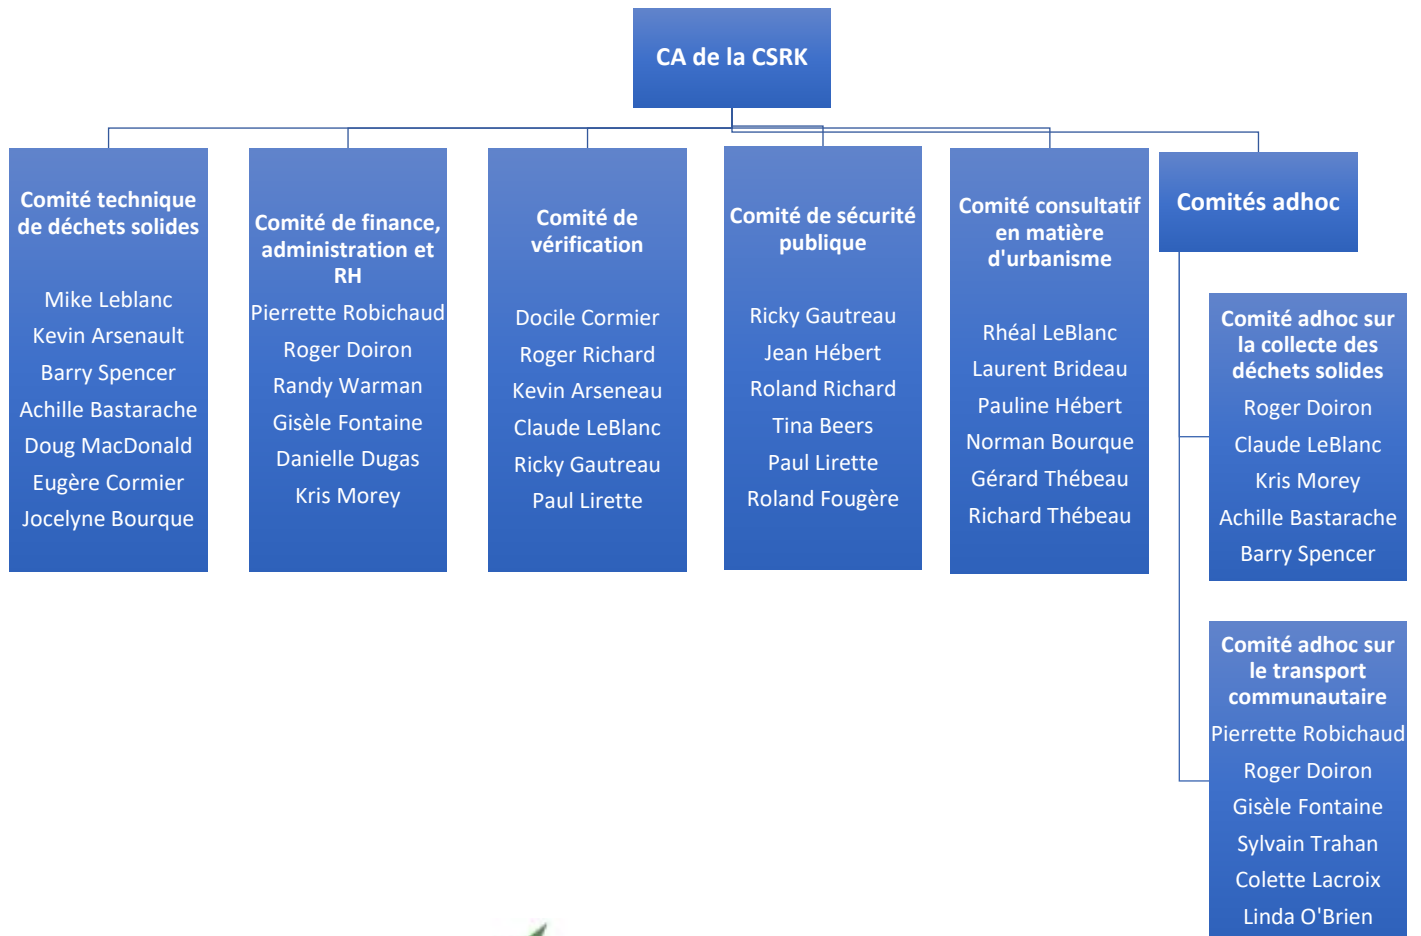 CA de la CSRK
Comité technique
de déchets solides
Mike Leblanc
Kevin Arsenault
Barry Spencer
Achille Bastarache
Doug MacDonald
Eugère Cormier
Jocelyne Bourque
Comité de finance,
administration et
RH
Pierrette Robichaud
Roger Doiron
Randy Warman
Gisèle Fontaine
Danielle Dugas
Kris Morey
Comité de
vérification
Docile Cormier
Roger Richard
Kevin Arseneau
Claude LeBlanc
Ricky Gautreau
Paul Lirette
Comité de sécurité
publique
Ricky Gautreau
Jean Hébert
Roland Richard
Tina Beers
Paul Lirette
Roland Fougère
Comité consultatif
en matière
d'urbanisme
Rhéal LeBlanc
Laurent Brideau
Pauline Hébert
Norman Bourque
Gérard Thébeau
Richard Thébeau
Comités adhoc
Comité adhoc sur
la collecte des
déchets solides
Roger Doiron
Claude LeBlanc
Kris Morey
Achille Bastarache
Barry Spencer
Comité adhoc sur
le transport
communautaire
Pierrette Robichaud
Roger Doiron
Gisèle Fontaine
Sylvain Trahan
Colette Lacroix
Linda O'Brien